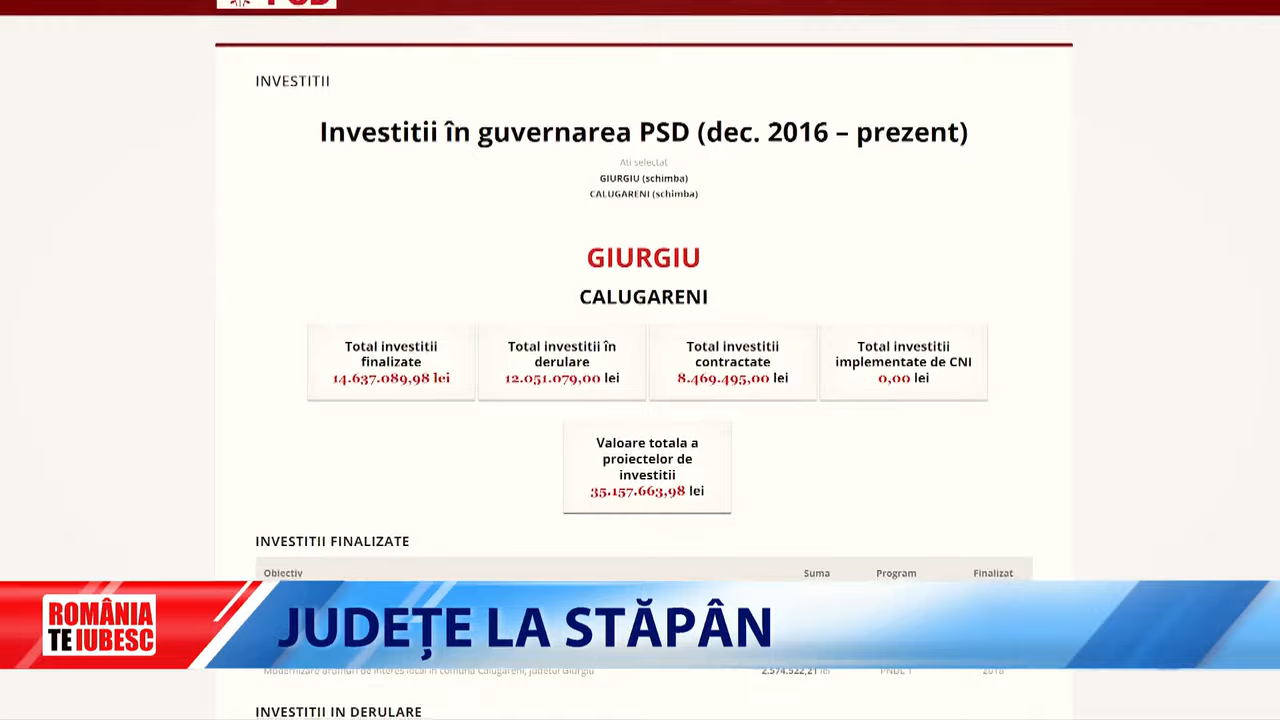 PSD
INVESTITII
Investitii în guvernarea PSD (dec. 2016 – prezent)
Ati selectat
GIURGIU (schimba)
CALUGARENI (schimba)
GIURGIU
CALUGARENI
Total investitii
finalizate
14.637.089,98 lei
Total investitii în
derulare
12.051.079,00 lei
Total investitii
contractate
8.469.495,00 lei
Total investitii
implementate de CNI
0,00 lei
Valoare totala a
proiectelor de
investitii
35.157.663,98 lei
INVESTITII FINALIZATE
Obiectiv Suma Program Finalizat
ROMÂNIA
TE IUBESC
JUDEȚE LA STĂPÂN
Modernizare drumuri de interes local in comuna Calugareni, judetul Giurgiu 2.574.522,21 lei PNDL 1 2018
INVESTITII IN DERULARE